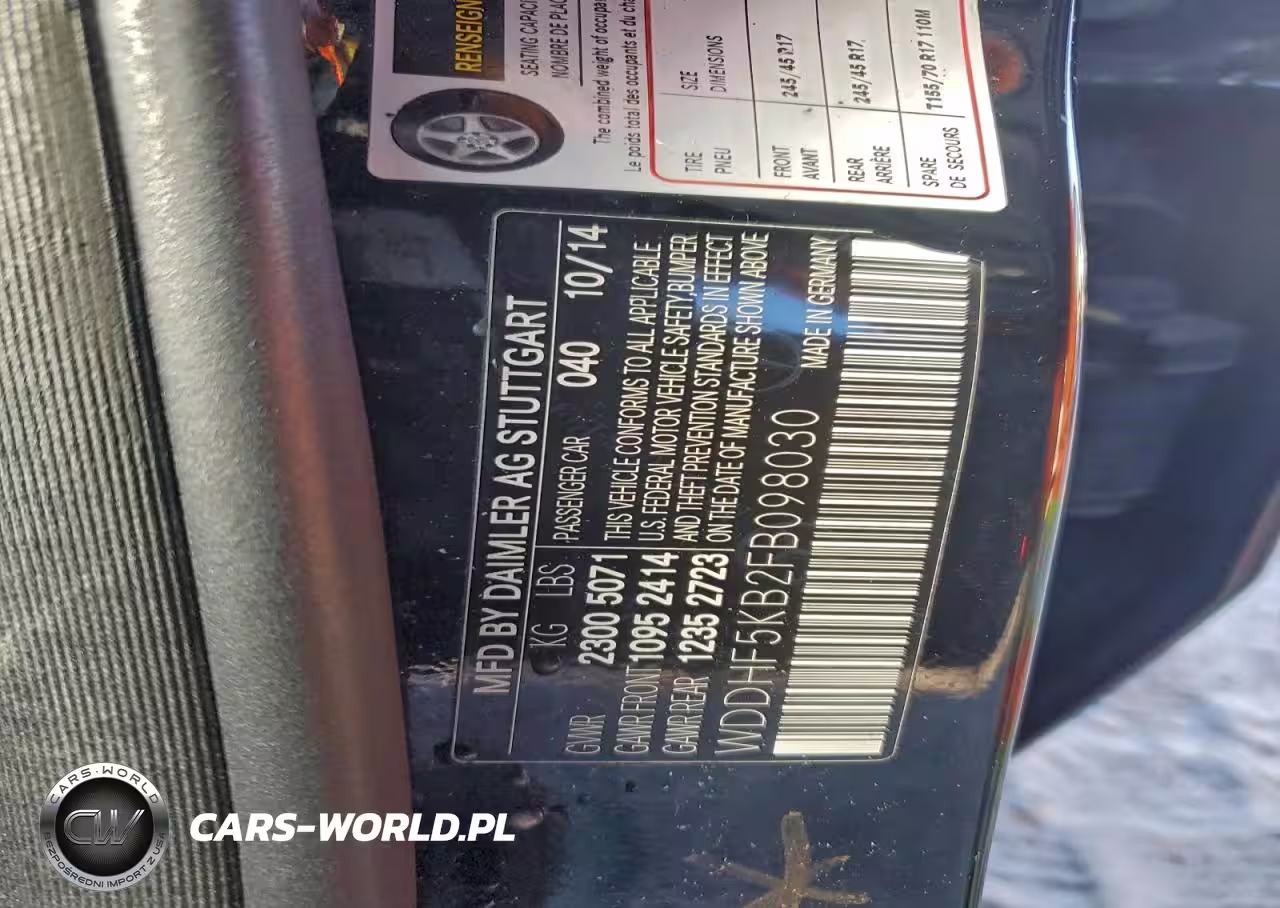 RENSEIGN
SEATING CAPACI
NOMBRE DE PLAC
The combined weight of occupa
Le poids total des occupants et du cha
TIRE SIZE
PNEU DIMENSIONS
FRONT 245/45 R17
AVANT
REAR 245/45 R17
ARRIÈRE
SPARE T155/70 R17 110M
DE SECOURS
MFD BY DAIMLER AG STUTTGART
KG LBS
PASSENGER CAR 040 10/14
GVWR 2300 5071
GAWR FRONT 1095 2414
GAWR REAR 1235 2723
THIS VEHICLE CONFORMS TO ALL APPLICABLE
U.S. FEDERAL MOTOR VEHICLE SAFETY,BUMPER
AND THEFT PREVENTION STANDARDS IN EFFECT
ON THE DATE OF MANUFACTURE SHOWN ABOVE
WDDHF5KB2FB098030 MADE IN GERMANY
CARS-WORLD
CW
BEZPOŚREDNI IMPORT Z USA
CARS-WORLD.PL